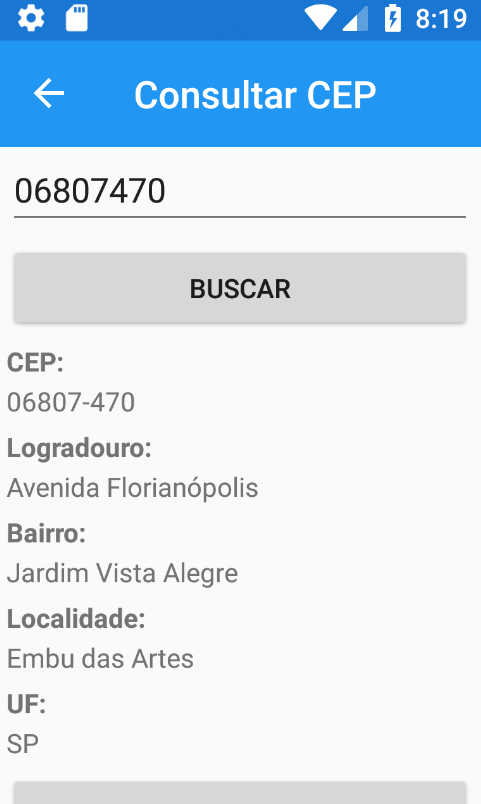 8:19
Consultar CEP
06807470
BUSCAR
CEP:
06807-470
Logradouro:
Avenida Florianópolis
Bairro:
Jardim Vista Alegre
Localidade:
Embu das Artes
UF:
SP